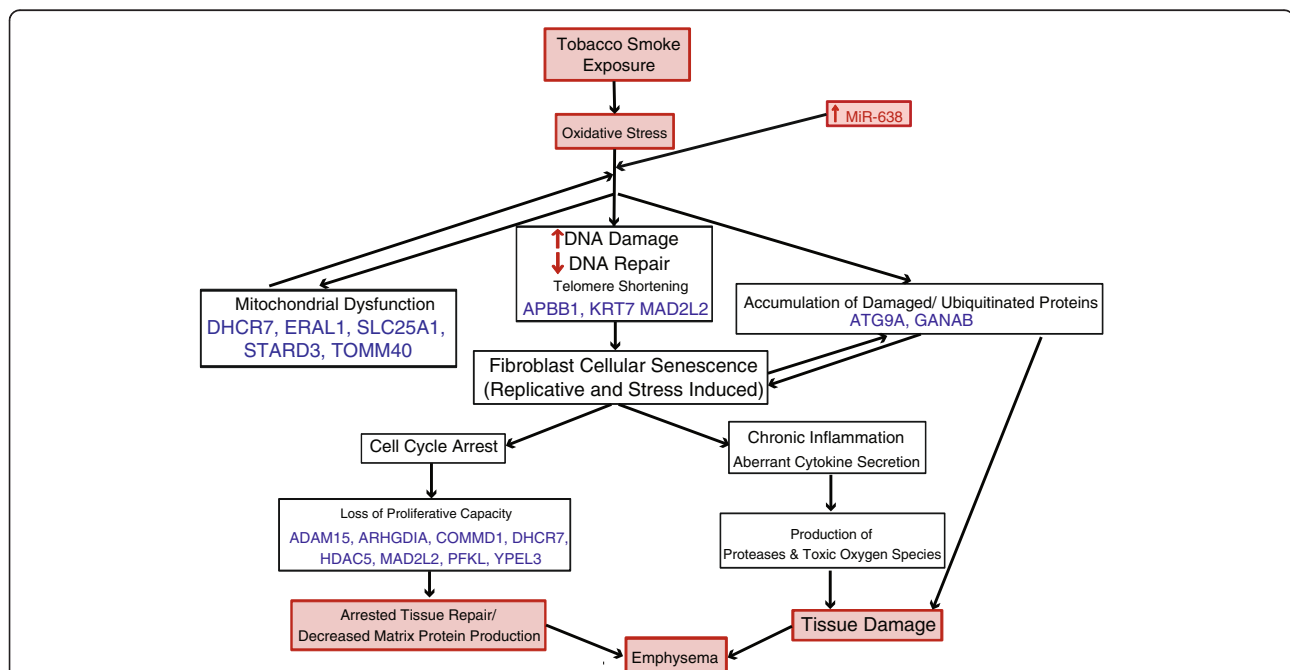 Tobacco Smoke
Exposure
↑ MiR-638
Oxidative Stress
↑DNA Damage
↓ DNA Repair
Telomere Shortening
APBB1, KRT7 MAD2L2
Mitochondrial Dysfunction
DHCR7, ERAL1, SLC25A1,
STARD3, TOMM40
Accumulation of Damaged/ Ubiquitinated Proteins
ATG9A, GANAB
Fibroblast Cellular Senescence
(Replicative and Stress Induced)
Cell Cycle Arrest
Chronic Inflammation
Aberrant Cytokine Secretion
Loss of Proliferative Capacity
ADAM15, ARHGDIA, COMMD1, DHCR7,
HDAC5, MAD2L2, PFKL, YPEL3
Production of
Proteases & Toxic Oxygen Species
Arrested Tissue Repair/
Decreased Matrix Protein Production
Tissue Damage
Emphysema